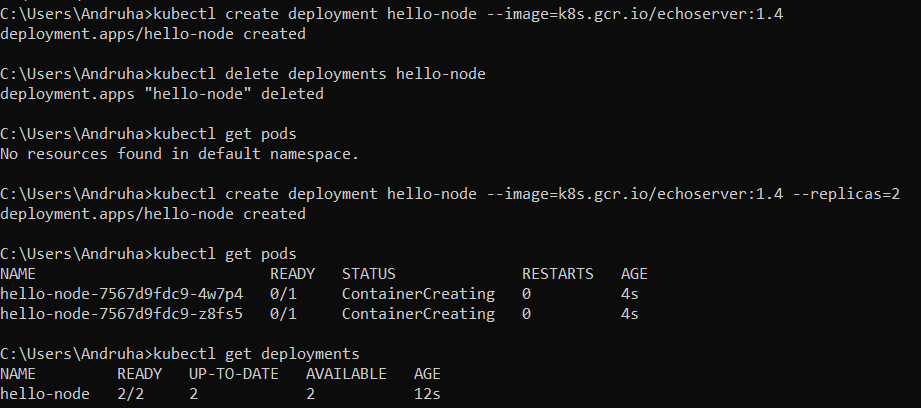 C:\Users\Andruha>kubectl create deployment hello-node --image=k8s.gcr.io/echoserver:1.4
deployment.apps/hello-node created
C:\Users\Andruha>kubectl delete deployments hello-node
deployment.apps "hello-node" deleted
C:\Users\Andruha>kubectl get pods
No resources found in default namespace.
C:\Users\Andruha>kubectl create deployment hello-node --image=k8s.gcr.io/echoserver:1.4 --replicas=2
deployment.apps/hello-node created
C:\Users\Andruha>kubectl get pods
NAME                          READY   STATUS              RESTARTS   AGE
hello-node-7567d9fdc9-4w7p4   0/1     ContainerCreating   0          4s
hello-node-7567d9fdc9-z8fs5   0/1     ContainerCreating   0          4s
C:\Users\Andruha>kubectl get deployments
NAME         READY   UP-TO-DATE   AVAILABLE   AGE
hello-node   2/2     2            2           12s